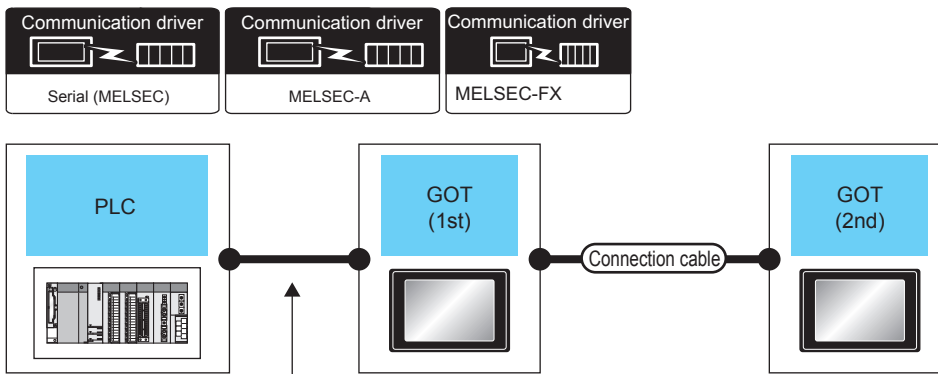 Communication driver
Serial (MELSEC)
Communication driver
MELSEC-A
Communication driver
MELSEC-FX
PLC
GOT
(1st)
Connection cable
GOT
(2nd)